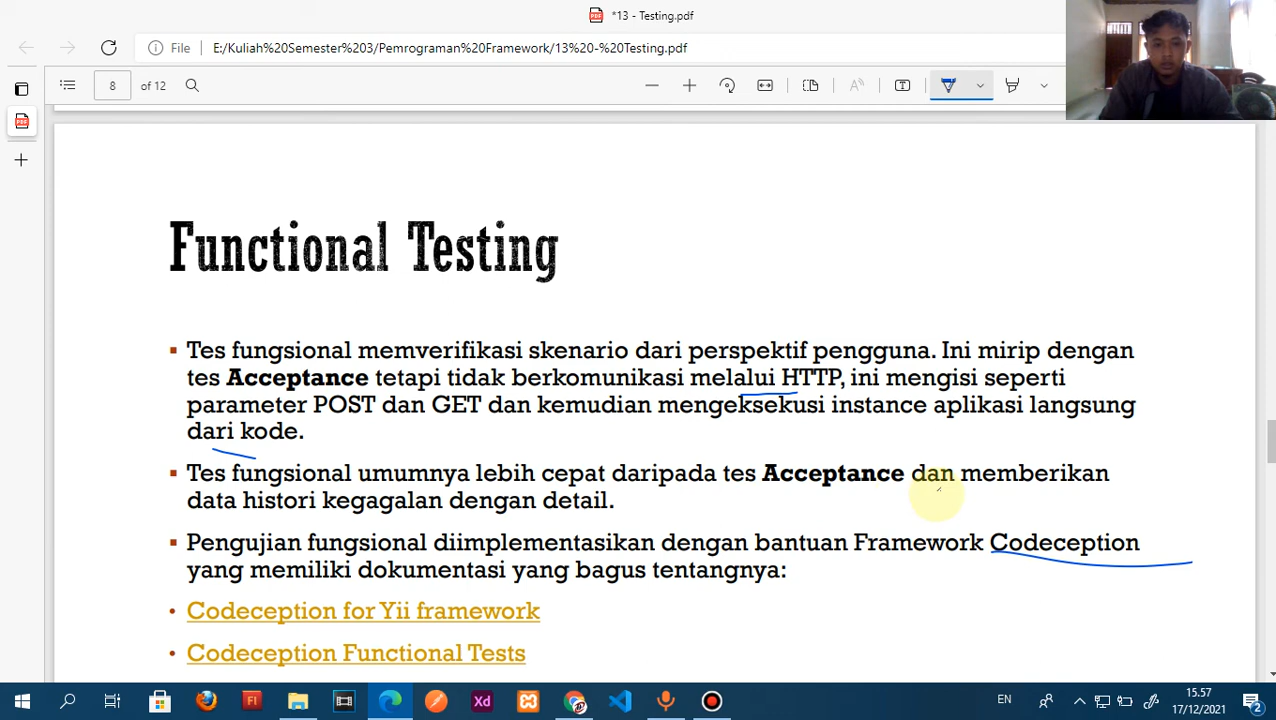 *13 - Testing.pdf
File
E:/Kuliah%20Semester%203/Pemrograman%20Framework/13%20-%20Testing.pdf
8 of 12
Functional Testing
Tes fungsional memverifikasi skenario dari perspektif pengguna. Ini mirip dengan
tes Acceptance tetapi tidak berkomunikasi melalui HTTP, ini mengisi seperti
parameter POST dan GET dan kemudian mengeksekusi instance aplikasi langsung
dari kode.
Tes fungsional umumnya lebih cepat daripada tes Acceptance dan memberikan
data histori kegagalan dengan detail.
Pengujian fungsional diimplementasikan dengan bantuan Framework Codeception
yang memiliki dokumentasi yang bagus tentangnya:
Codeception for Yii framework
Codeception Functional Tests
EN
15.57
17/12/2021
2